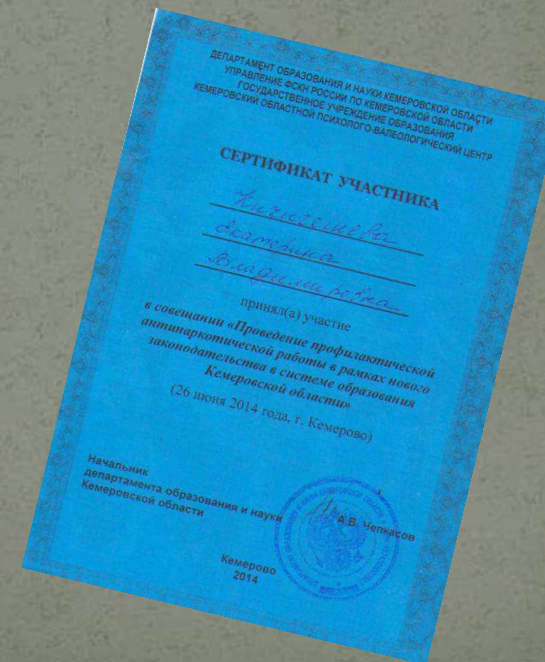 ДЕПАРТАМЕНТ ОБРАЗОВАНИЯ И НАУКИ КЕМЕРОВСКОЙ ОБЛАСТИ
УПРАВЛЕНИЕ ФСКН РОССИИ ПО КЕМЕРОВСКОЙ ОБЛАСТИ
ГОСУДАРСТВЕННОЕ УЧРЕЖДЕНИЕ ОБРАЗОВАНИЯ
КЕМЕРОВСКИЙ ОБЛАСТНОЙ ПСИХОЛОГО-ВАЛЕОЛОГИЧЕСКИЙ ЦЕНТР
СЕРТИФИКАТ УЧАСТНИКА
Екатерина
Владимировна
принял(а) участие
в совещании «Проведение профилактической
антинаркотической работы в рамках нового
законодательства в системе образования
Кемеровской области»
(26 июня 2014 года, г. Кемерово)
Начальник
департамента образования и науки
Кемеровской области
А.В. Чепкасов
Кемерово
2014